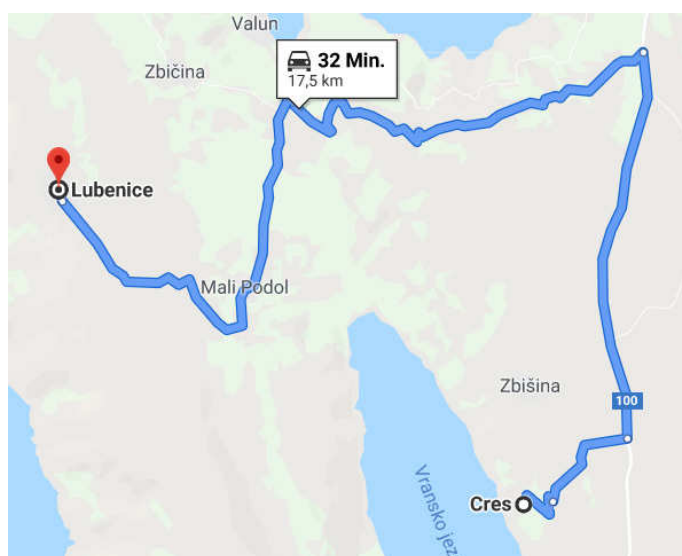 Valun
Zbičina
32 Min.
17,5 km
Lubenice
Mali Podol
Zbišina
100
Cres
Vransko jez